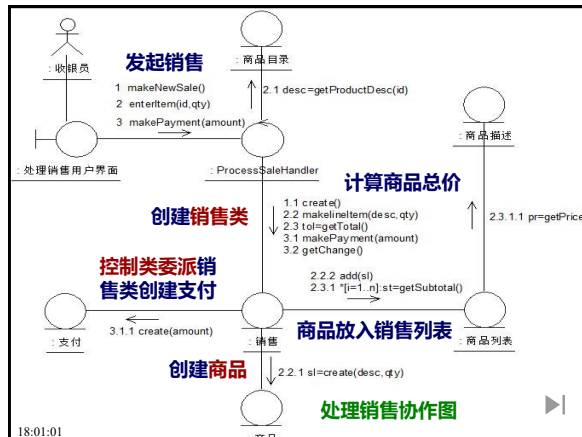 : 收银员
发起销售
1 makeNewSale()
2 enterItem(id,qty)
3 makePayment(amount)
: 商品目录
2.1 desc=getProductDesc(id)
: 处理销售用户界面
: ProcessSaleHandler
: 商品描述
计算商品总价
2.3.1.1 pr=getPrice
创建销售类
1.1 create()
2.2 makelineItem(desc,qty)
2.3 tol=getTotal()
3.1 makePayment(amount)
3.2 getChange()
控制类委派销
售类创建支付
2.2.2 add(sl)
2.3.1 *[i=1..n]:st=getSubtotal()
3.1.1 create(amount)
: 支付
: 销售
商品放入销售列表
: 商品列表
创建商品
2.2.1 sl=create(desc,qty)
处理销售协作图
: 商品
18:01:01